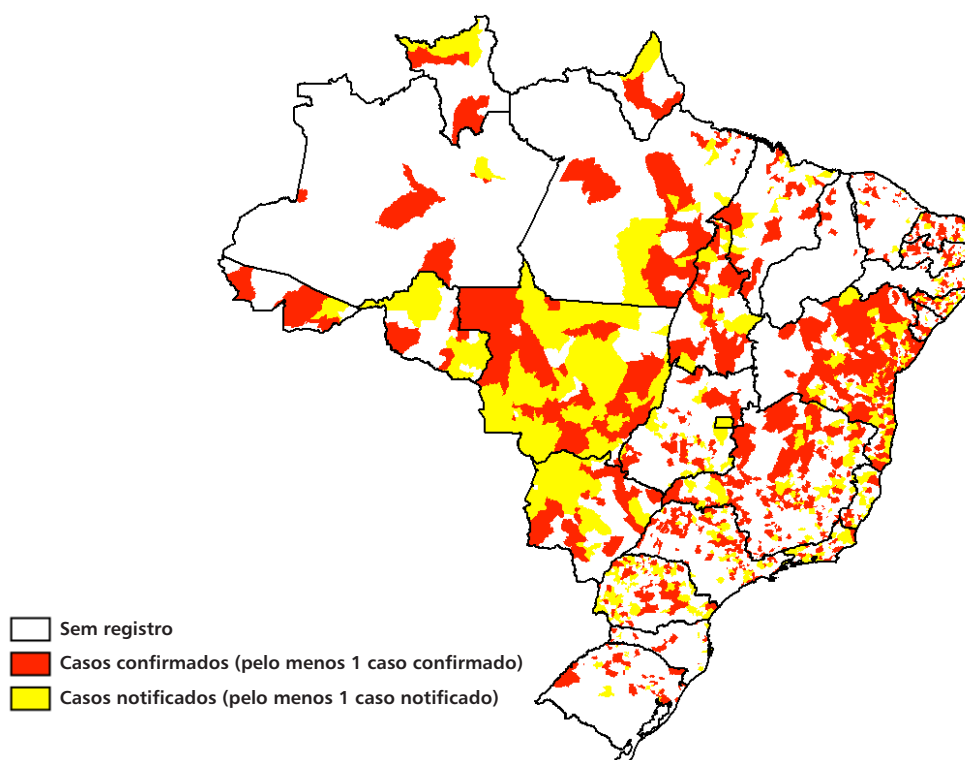 Sem registro
Casos confirmados (pelo menos 1 caso confirmado)
Casos notificados (pelo menos 1 caso notificado)